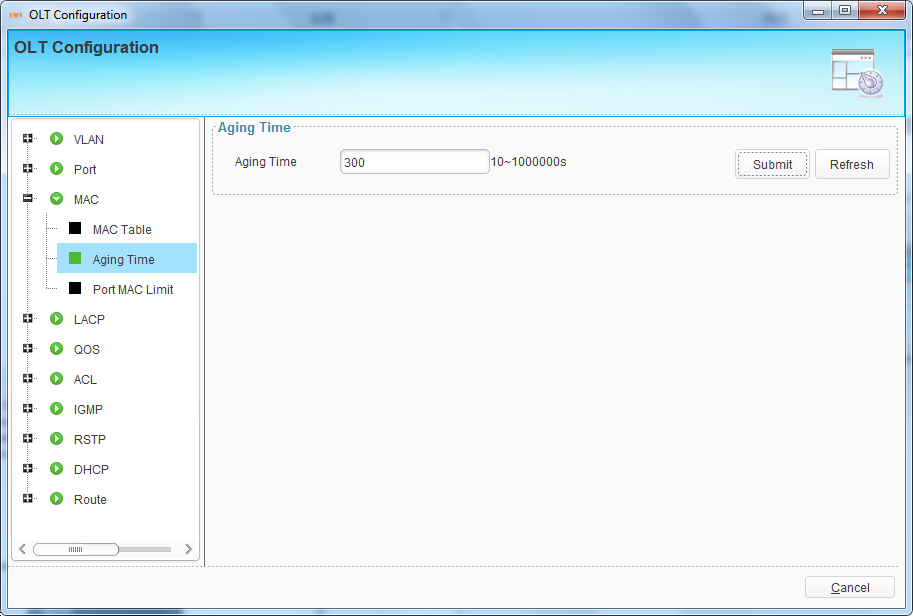 EMS OLT Configuration
OLT Configuration
VLAN
Port
MAC
MAC Table
Aging Time
Port MAC Limit
LACP
QOS
ACL
IGMP
RSTP
DHCP
Route
Aging Time
Aging Time 300 10~1000000s Submit Refresh
Cancel